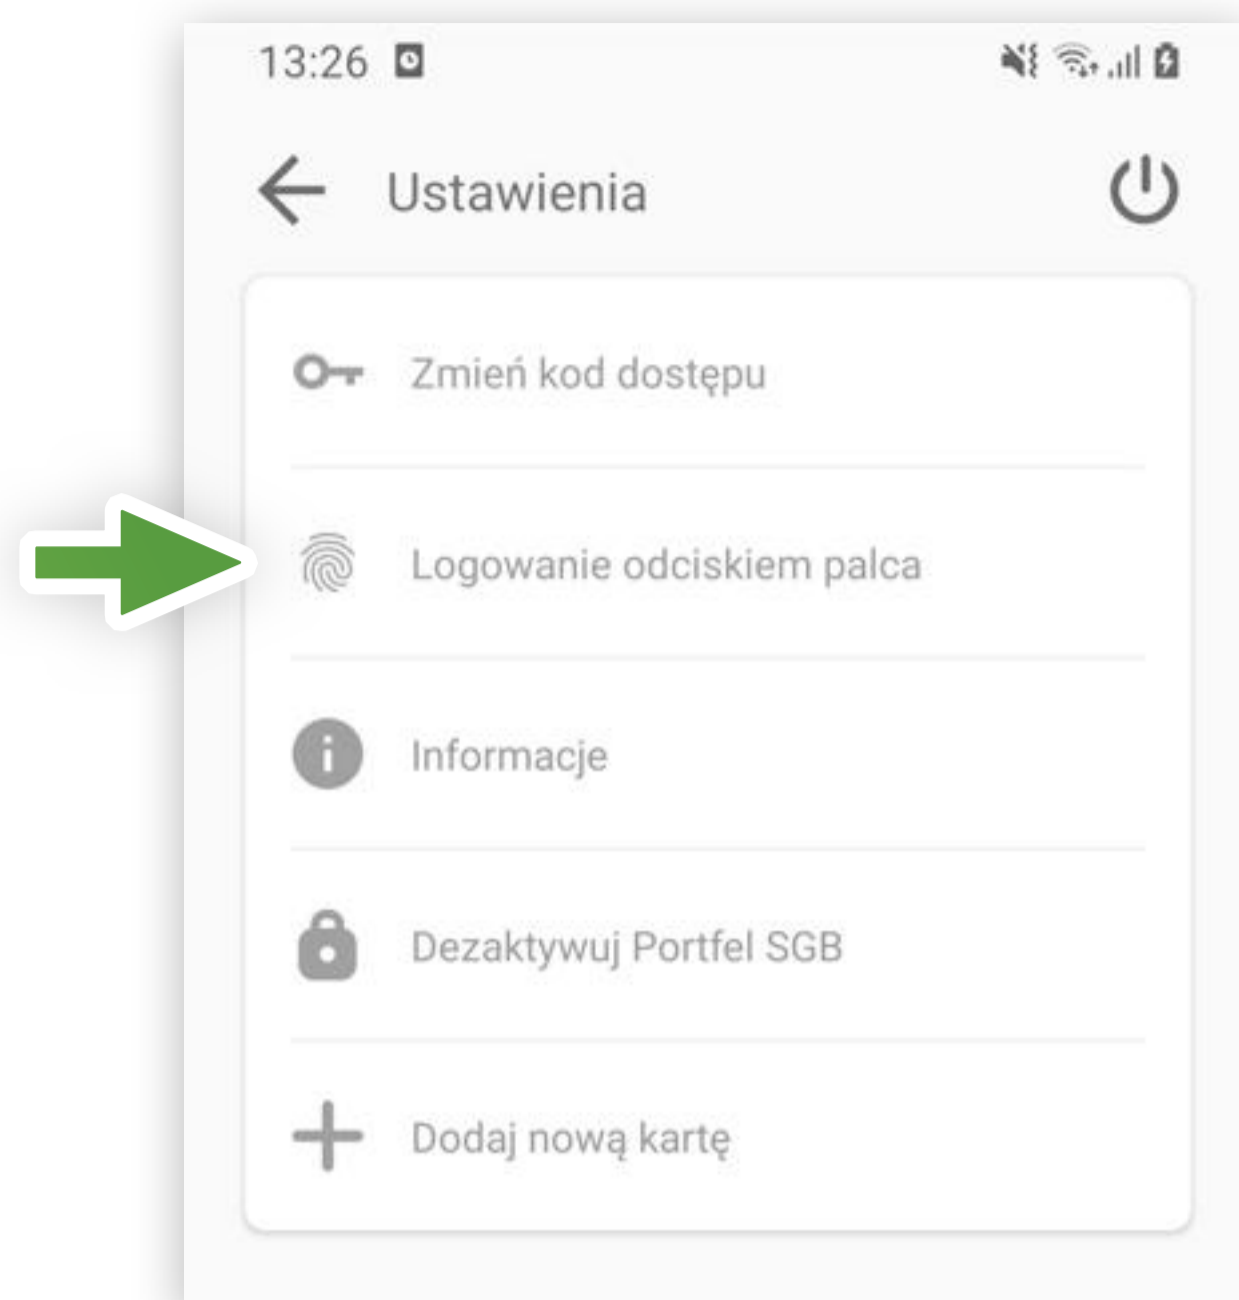 13:26
Ustawienia
Zmień kod dostępu
Logowanie odciskiem palca
Informacje
Dezaktywuj Portfel SGB
Dodaj nową kartę